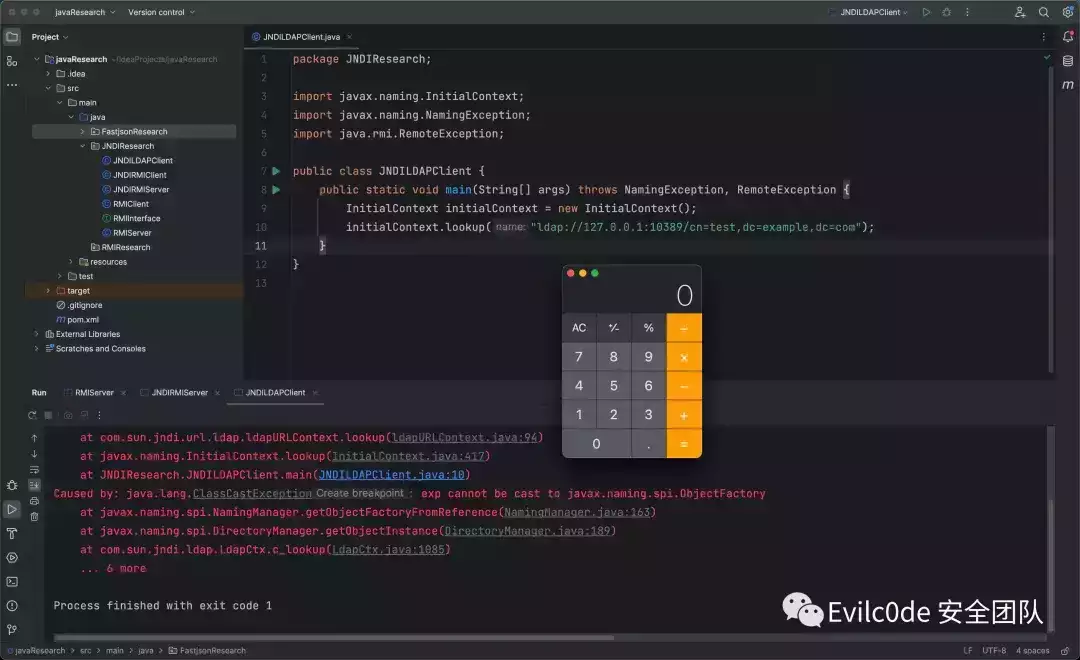 javaResearch
Version control
JNDILDAPClient
Project
JNDILDAPClient.java
javaResearch ~/IdeaProjects/javaResearch
.idea
src
main
java
FastjsonResearch
JNDIResearch
JNDILDAPClient
JNDIRMIClient
JNDIRMIServer
RMIClient
RMIInterface
RMIServer
RMIResearch
resources
test
target
.gitignore
pom.xml
External Libraries
Scratches and Consoles
1 package JNDIResearch;
2
3 import javax.naming.InitialContext;
4 import javax.naming.NamingException;
5 import java.rmi.RemoteException;
6
7 public class JNDILDAPClient {
8 public static void main(String[] args) throws NamingException, RemoteException {
9 InitialContext initialContext = new InitialContext();
10 initialContext.lookup( name: "ldap://127.0.0.1:10389/cn=test,dc=example,dc=com");
11 }
12 }
13
0
AC +/- % ÷
7 8 9 ×
4 5 6 −
1 2 3 +
0 . =
Run RMIServer JNDIRMIServer JNDILDAPClient
at com.sun.jndi.url.ldap.ldapURLContext.lookup(ldapURLContext.java:94)
at javax.naming.InitialContext.lookup(InitialContext.java:417)
at JNDIResearch.JNDILDAPClient.main(JNDILDAPClient.java:10)
Caused by: java.lang.ClassCastException Create breakpoint : exp cannot be cast to javax.naming.spi.ObjectFactory
at javax.naming.spi.NamingManager.getObjectFactoryFromReference(NamingManager.java:163)
at javax.naming.spi.DirectoryManager.getObjectInstance(DirectoryManager.java:189)
at com.sun.jndi.ldap.LdapCtx.c_lookup(LdapCtx.java:1085)
... 6 more
Process finished with exit code 1
Evilc0de 安全团队
javaResearch > src > main > java > FastjsonResearch
LF UTF-8 4 spaces